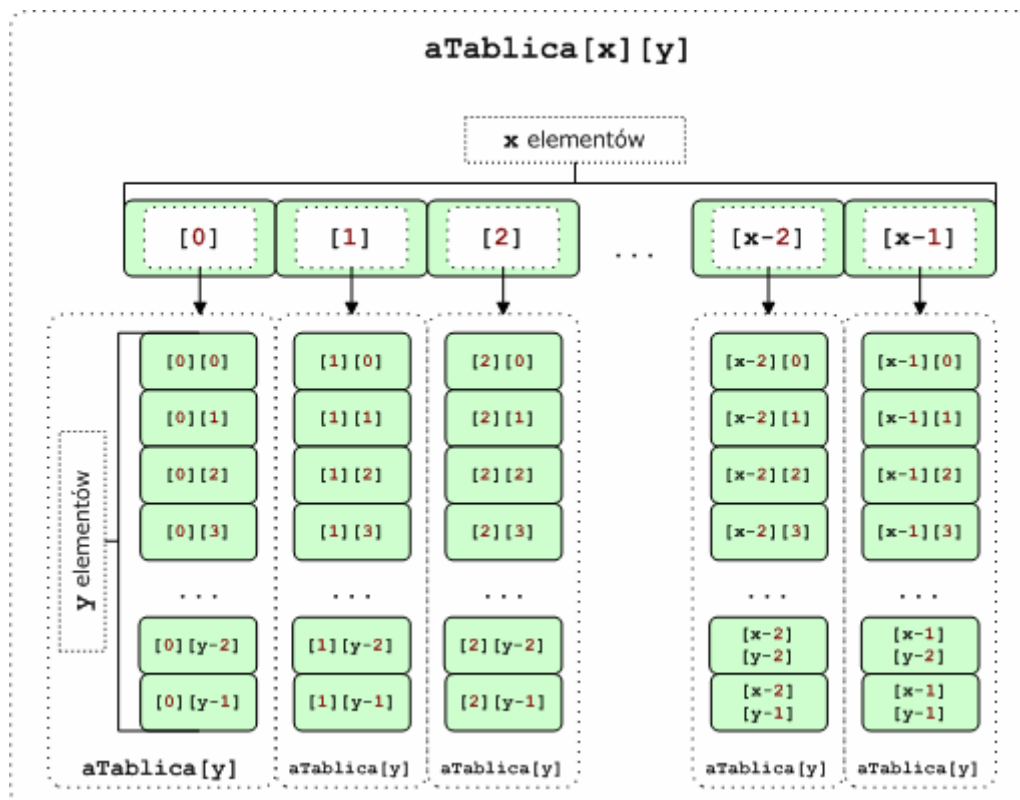 aTablica[x][y]
x elementów
[0] [1] [2] ... [x-2] [x-1]
y elementów
[0][0] [1][0] [2][0] [x-2][0] [x-1][0]
[0][1] [1][1] [2][1] [x-2][1] [x-1][1]
[0][2] [1][2] [2][2] [x-2][2] [x-1][2]
[0][3] [1][3] [2][3] [x-2][3] [x-1][3]
... ... ... ... ...
[0][y-2] [1][y-2] [2][y-2] [x-2][y-2] [x-1][y-2]
[0][y-1] [1][y-1] [2][y-1] [x-2][y-1] [x-1][y-1]
aTablica[y] aTablica[y] aTablica[y] aTablica[y] aTablica[y]